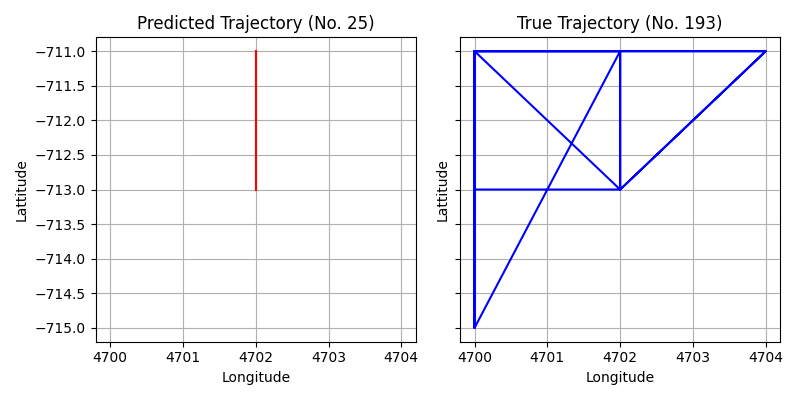 Predicted Trajectory (No. 25)
−711.0
−711.5
−712.0
−712.5
−713.0
−713.5
−714.0
−714.5
−715.0
Lattitude
4700 4701 4702 4703 4704
Longitude
True Trajectory (No. 193)
Lattitude
4700 4701 4702 4703 4704
Longitude